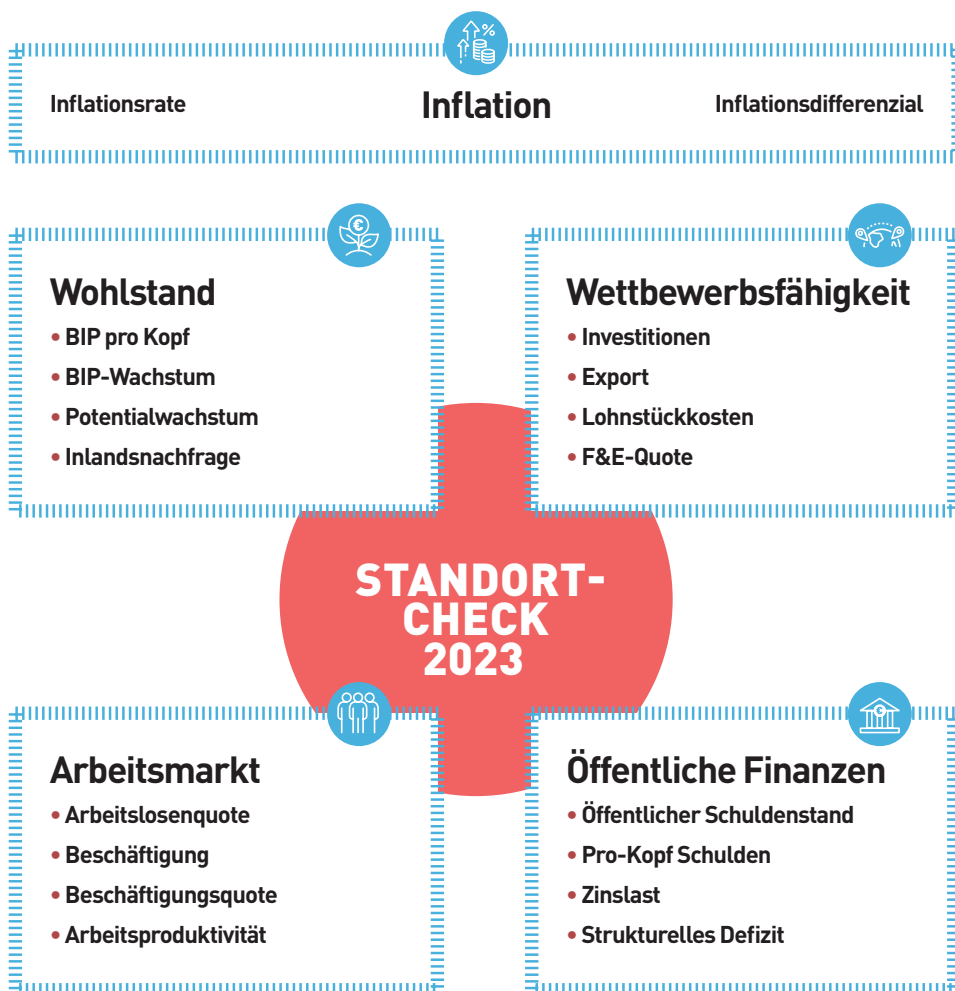 %
Inflationsrate
Inflation
Inflationsdifferenzial
€
Wohlstand
• BIP pro Kopf
• BIP-Wachstum
• Potentialwachstum
• Inlandsnachfrage
Wettbewerbsfähigkeit
• Investitionen
• Export
• Lohnstückkosten
• F&E-Quote
STANDORT-
CHECK
2023
Arbeitsmarkt
• Arbeitslosenquote
• Beschäftigung
• Beschäftigungsquote
• Arbeitsproduktivität
€
Öffentliche Finanzen
• Öffentlicher Schuldenstand
• Pro-Kopf Schulden
• Zinslast
• Strukturelles Defizit